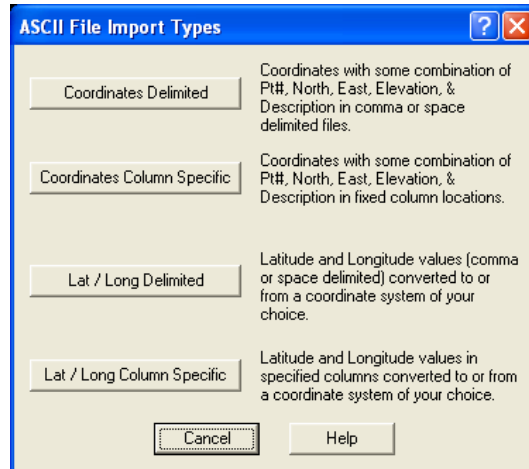 ASCII File Import Types
Coordinates Delimited
Coordinates with some combination of
Pt#, North, East, Elevation, &
Description in comma or space
delimited files.
Coordinates Column Specific
Coordinates with some combination of
Pt#, North, East, Elevation, &
Description in fixed column locations.
Lat / Long Delimited
Latitude and Longitude values (comma
or space delimited) converted to or
from a coordinate system of your
choice.
Lat / Long Column Specific
Latitude and Longitude values in
specified columns converted to or from
a coordinate system of your choice.
Cancel
Help